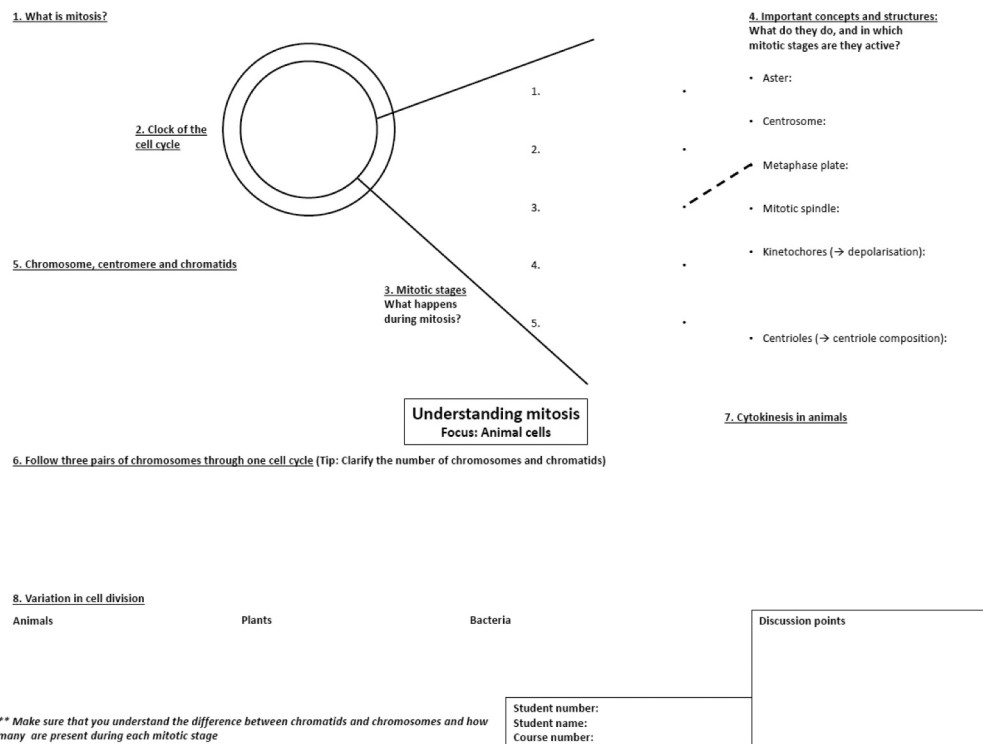 1. What is mitosis?
2. Clock of the
cell cycle
1.
2.
3.
4.
5.
4. Important concepts and structures:
What do they do, and in which
mitotic stages are they active?
• Aster:
• Centrosome:
• Metaphase plate:
• Mitotic spindle:
• Kinetochores (→ depolarisation):
• Centrioles (→ centriole composition):
5. Chromosome, centromere and chromatids
3. Mitotic stages
What happens
during mitosis?
Understanding mitosis
Focus: Animal cells
7. Cytokinesis in animals
6. Follow three pairs of chromosomes through one cell cycle (Tip: Clarify the number of chromosomes and chromatids)
8. Variation in cell division
Animals
Plants
Bacteria
Discussion points
** Make sure that you understand the difference between chromatids and chromosomes and how
many are present during each mitotic stage
Student number:
Student name:
Course number: